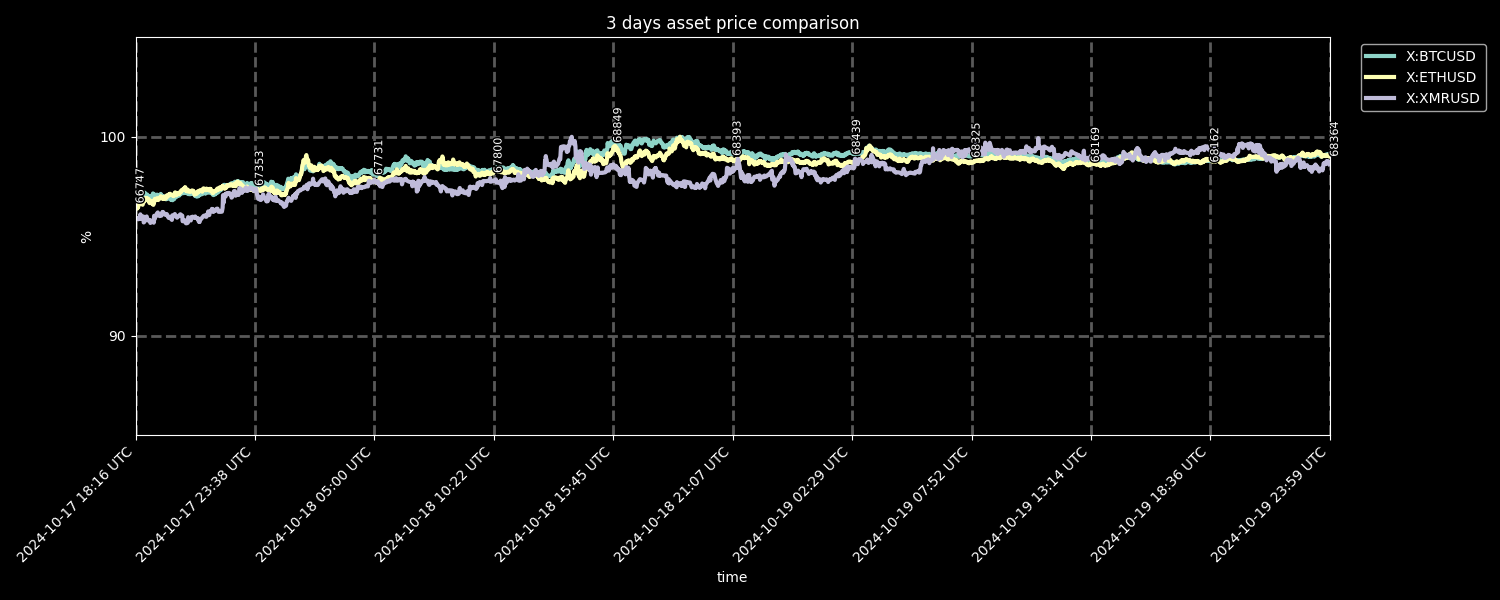 3 days asset price comparison
X:BTCUSD
X:ETHUSD
X:XMRUSD
100
90
%
66747
67353
67731
67800
68849
68393
68439
68325
68169
68162
68364
2024-10-17 18:16 UTC
2024-10-17 23:38 UTC
2024-10-18 05:00 UTC
2024-10-18 10:22 UTC
2024-10-18 15:45 UTC
2024-10-18 21:07 UTC
2024-10-19 02:29 UTC
2024-10-19 07:52 UTC
2024-10-19 13:14 UTC
2024-10-19 18:36 UTC
2024-10-19 23:59 UTC
time